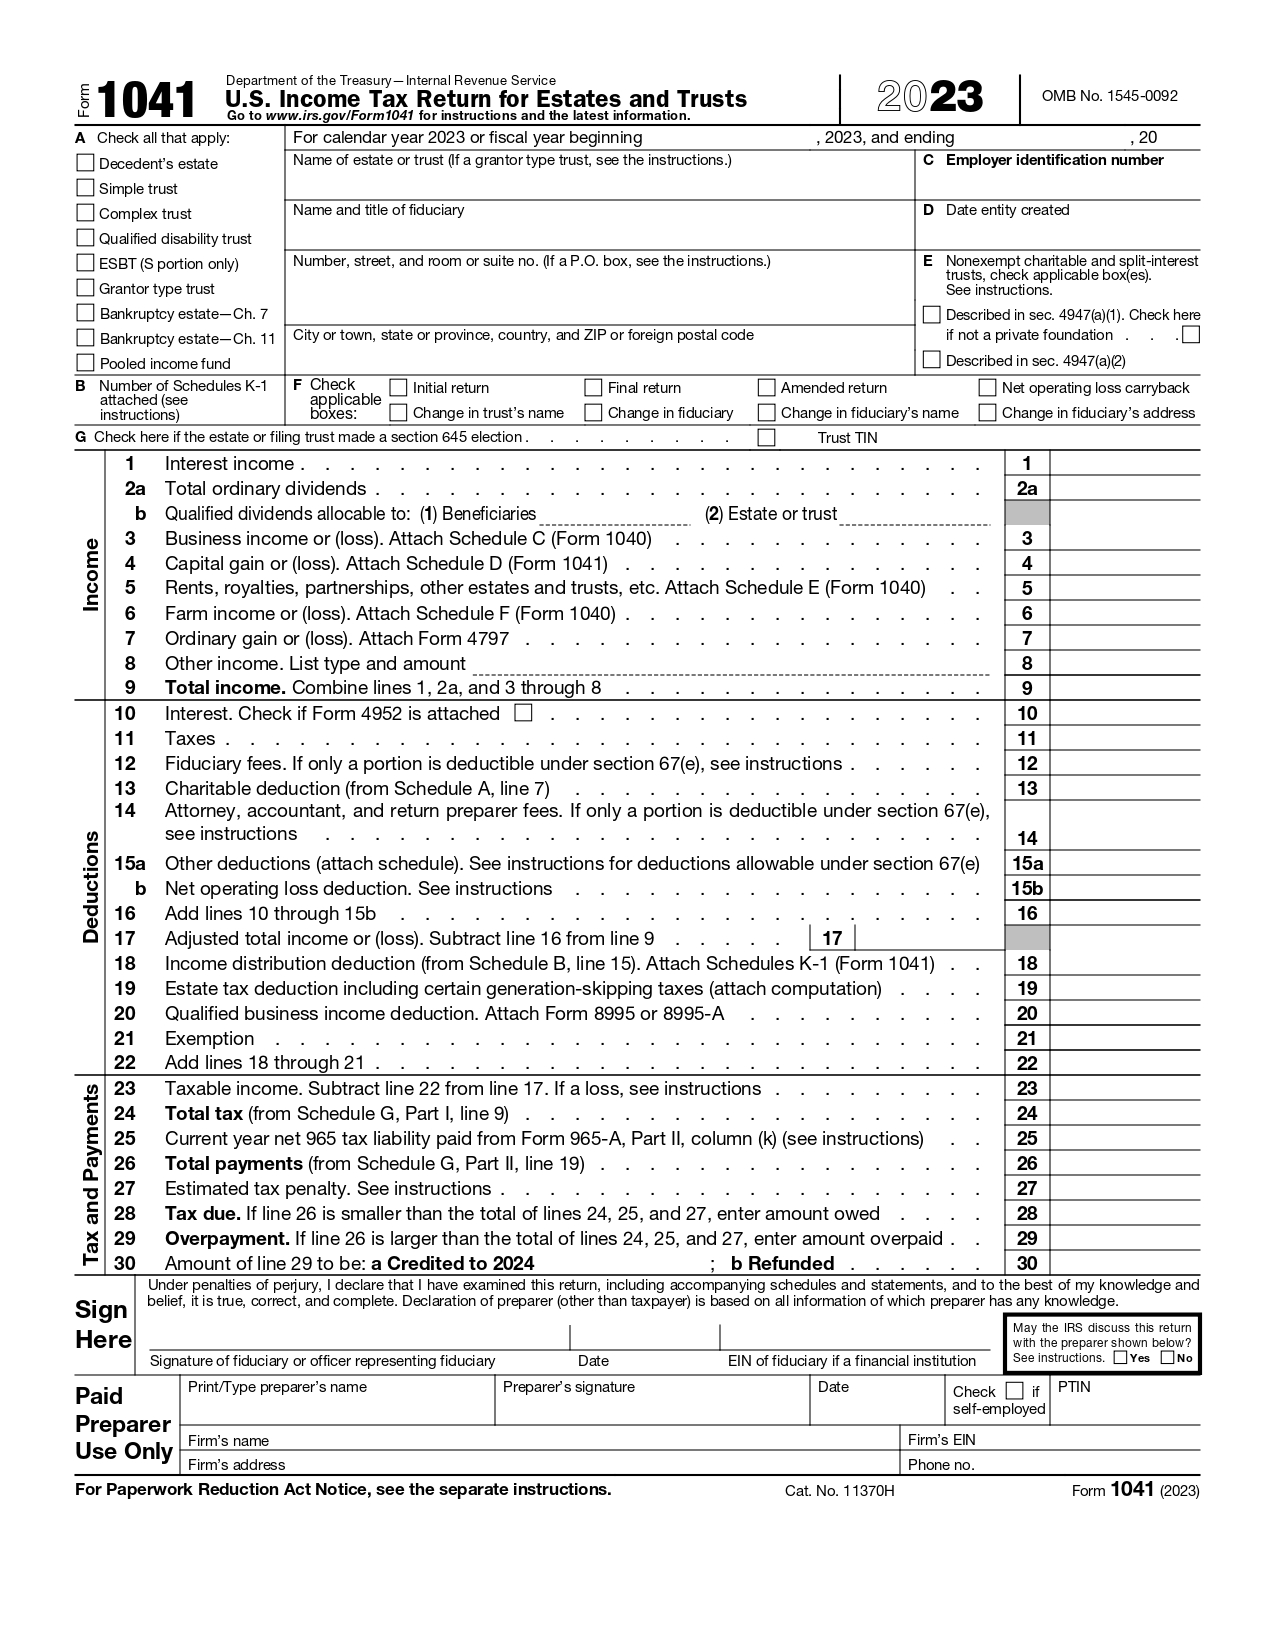 Form 1041
Department of the Treasury—Internal Revenue Service
U.S. Income Tax Return for Estates and Trusts
Go to www.irs.gov/Form1041 for instructions and the latest information.
2023
OMB No. 1545-0092
A Check all that apply:
Decedent's estate
Simple trust
Complex trust
Qualified disability trust
ESBT (S portion only)
Grantor type trust
Bankruptcy estate—Ch. 7
Bankruptcy estate—Ch. 11
Pooled income fund
For calendar year 2023 or fiscal year beginning , 2023, and ending , 20
Name of estate or trust (If a grantor type trust, see the instructions.)
C Employer identification number
Name and title of fiduciary
D Date entity created
Number, street, and room or suite no. (If a P.O. box, see the instructions.)
E Nonexempt charitable and split-interest
trusts, check applicable box(es).
See instructions.
Described in sec. 4947(a)(1). Check here
if not a private foundation . . .
Described in sec. 4947(a)(2)
City or town, state or province, country, and ZIP or foreign postal code
B Number of Schedules K-1
attached (see
instructions)
F Check
applicable
boxes:
Initial return Final return Amended return Net operating loss carryback
Change in trust's name Change in fiduciary Change in fiduciary's name Change in fiduciary's address
G Check here if the estate or filing trust made a section 645 election . . . . . . . . . Trust TIN
Income
1 Interest income . . . . . . . . . . . . . . . . . . . . . . . . . . . . 1
2a Total ordinary dividends . . . . . . . . . . . . . . . . . . . . . . . . . 2a
b Qualified dividends allocable to: (1) Beneficiaries (2) Estate or trust
3 Business income or (loss). Attach Schedule C (Form 1040) . . . . . . . . . . . . . 3
4 Capital gain or (loss). Attach Schedule D (Form 1041) . . . . . . . . . . . . . . . 4
5 Rents, royalties, partnerships, other estates and trusts, etc. Attach Schedule E (Form 1040) . . 5
6 Farm income or (loss). Attach Schedule F (Form 1040) . . . . . . . . . . . . . . . 6
7 Ordinary gain or (loss). Attach Form 4797 . . . . . . . . . . . . . . . . . . . 7
8 Other income. List type and amount 8
9 Total income. Combine lines 1, 2a, and 3 through 8 . . . . . . . . . . . . . . . 9
Deductions
10 Interest. Check if Form 4952 is attached . . . . . . . . . . . . . . . . . . 10
11 Taxes . . . . . . . . . . . . . . . . . . . . . . . . . . . . . . . 11
12 Fiduciary fees. If only a portion is deductible under section 67(e), see instructions . . . . . . 12
13 Charitable deduction (from Schedule A, line 7) . . . . . . . . . . . . . . . . . 13
14 Attorney, accountant, and return preparer fees. If only a portion is deductible under section 67(e),
see instructions . . . . . . . . . . . . . . . . . . . . . . . . . . . 14
15a Other deductions (attach schedule). See instructions for deductions allowable under section 67(e) 15a
b Net operating loss deduction. See instructions . . . . . . . . . . . . . . . . . 15b
16 Add lines 10 through 15b . . . . . . . . . . . . . . . . . . . . . . . . 16
17 Adjusted total income or (loss). Subtract line 16 from line 9 . . . . . 17
18 Income distribution deduction (from Schedule B, line 15). Attach Schedules K-1 (Form 1041) . . 18
19 Estate tax deduction including certain generation-skipping taxes (attach computation) . . . . 19
20 Qualified business income deduction. Attach Form 8995 or 8995-A . . . . . . . . . . 20
21 Exemption . . . . . . . . . . . . . . . . . . . . . . . . . . . . . 21
22 Add lines 18 through 21 . . . . . . . . . . . . . . . . . . . . . . . . . 22
Tax and Payments
23 Taxable income. Subtract line 22 from line 17. If a loss, see instructions . . . . . . . . . 23
24 Total tax (from Schedule G, Part I, line 9) . . . . . . . . . . . . . . . . . . . 24
25 Current year net 965 tax liability paid from Form 965-A, Part II, column (k) (see instructions) . . 25
26 Total payments (from Schedule G, Part II, line 19) . . . . . . . . . . . . . . . . 26
27 Estimated tax penalty. See instructions . . . . . . . . . . . . . . . . . . . . 27
28 Tax due. If line 26 is smaller than the total of lines 24, 25, and 27, enter amount owed . . . . 28
29 Overpayment. If line 26 is larger than the total of lines 24, 25, and 27, enter amount overpaid . . 29
30 Amount of line 29 to be: a Credited to 2024 ; b Refunded . . . . . . 30
Sign
Here
Under penalties of perjury, I declare that I have examined this return, including accompanying schedules and statements, and to the best of my knowledge and
belief, it is true, correct, and complete. Declaration of preparer (other than taxpayer) is based on all information of which preparer has any knowledge.
Signature of fiduciary or officer representing fiduciary Date EIN of fiduciary if a financial institution
May the IRS discuss this return
with the preparer shown below?
See instructions. Yes No
Paid
Preparer
Use Only
Print/Type preparer's name Preparer's signature Date Check if
self-employed
PTIN
Firm's name Firm's EIN
Firm's address Phone no.
For Paperwork Reduction Act Notice, see the separate instructions. Cat. No. 11370H Form 1041 (2023)